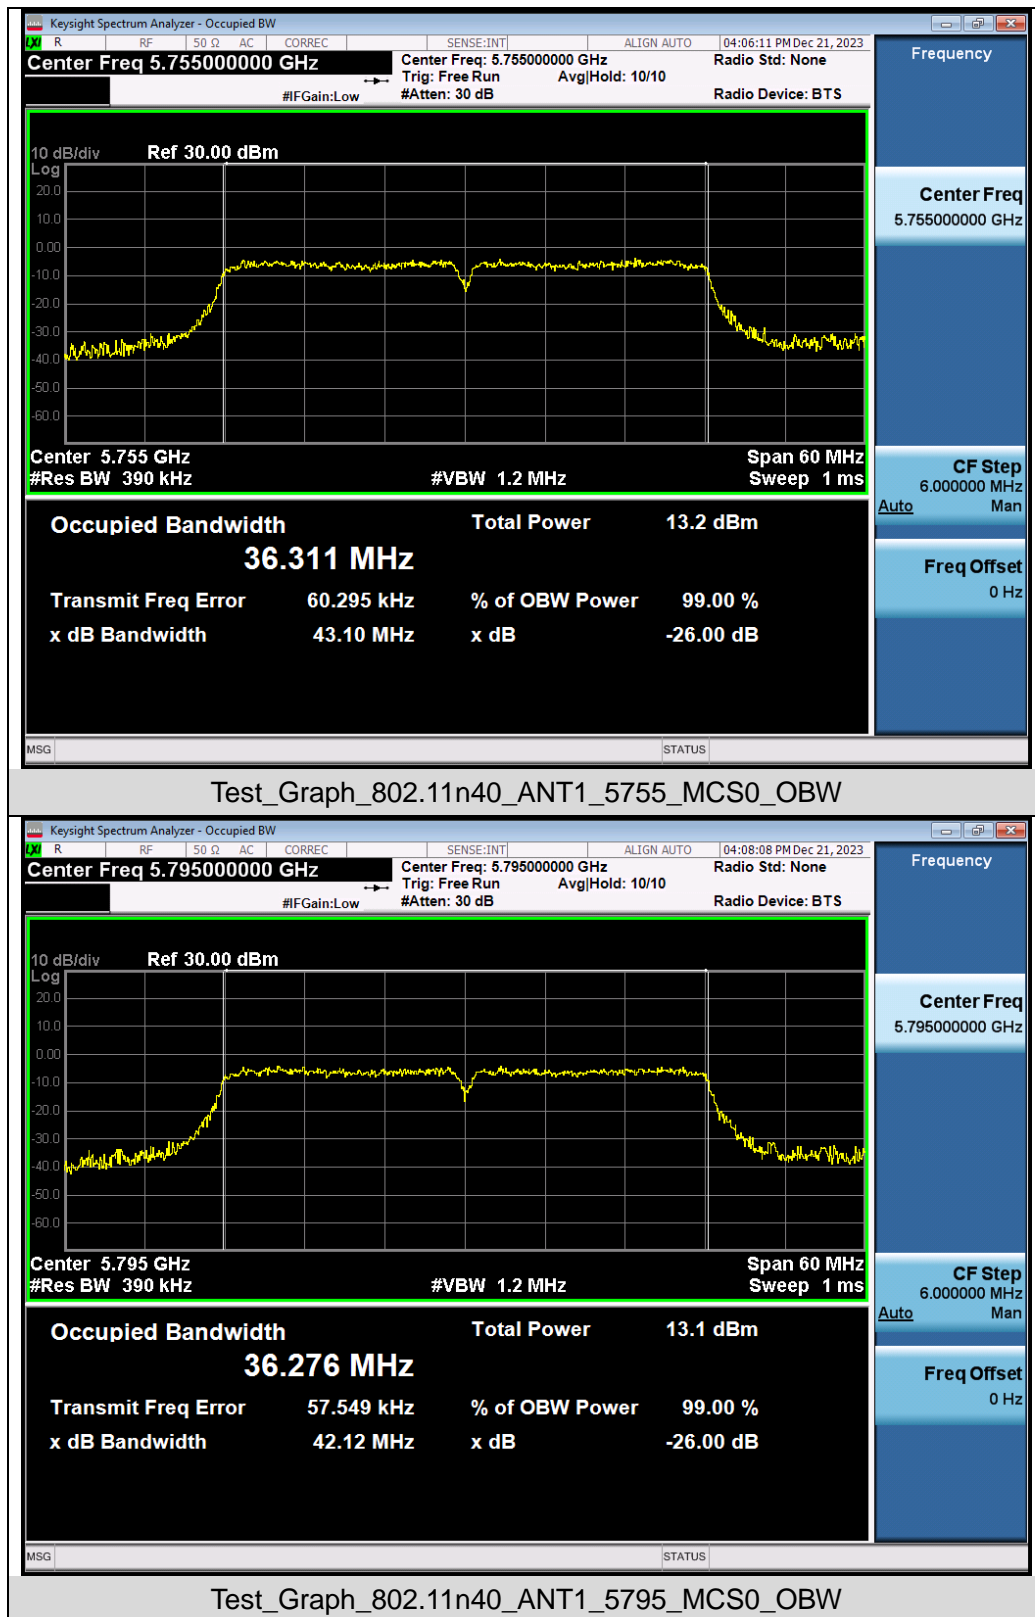 Keysight Spectrum Analyzer - Occupied BW
LXI R RF 50 Ω AC CORREC SENSE:INT ALIGN AUTO 04:06:11 PM Dec 21, 2023
Center Freq 5.755000000 GHz
Center Freq: 5.755000000 GHz
Radio Std: None
Trig: Free Run Avg|Hold: 10/10
#IFGain:Low
#Atten: 30 dB
Radio Device: BTS
10 dB/div Ref 30.00 dBm
Log
20.0
10.0
0.00
-10.0
-20.0
-30.0
-40.0
-50.0
-60.0
Center 5.755 GHz Span 60 MHz
#Res BW 390 kHz #VBW 1.2 MHz Sweep 1 ms
Occupied Bandwidth Total Power 13.2 dBm
36.311 MHz
Transmit Freq Error 60.295 kHz % of OBW Power 99.00 %
x dB Bandwidth 43.10 MHz x dB -26.00 dB
MSG STATUS
Frequency
Center Freq
5.755000000 GHz
CF Step
6.000000 MHz
Auto Man
Freq Offset
0 Hz
Test_Graph_802.11n40_ANT1_5755_MCS0_OBW
Keysight Spectrum Analyzer - Occupied BW
LXI R RF 50 Ω AC CORREC SENSE:INT ALIGN AUTO 04:08:08 PM Dec 21, 2023
Center Freq 5.795000000 GHz
Center Freq: 5.795000000 GHz
Radio Std: None
Trig: Free Run Avg|Hold: 10/10
#IFGain:Low
#Atten: 30 dB
Radio Device: BTS
10 dB/div Ref 30.00 dBm
Log
20.0
10.0
0.00
-10.0
-20.0
-30.0
-40.0
-50.0
-60.0
Center 5.795 GHz Span 60 MHz
#Res BW 390 kHz #VBW 1.2 MHz Sweep 1 ms
Occupied Bandwidth Total Power 13.1 dBm
36.276 MHz
Transmit Freq Error 57.549 kHz % of OBW Power 99.00 %
x dB Bandwidth 42.12 MHz x dB -26.00 dB
MSG STATUS
Frequency
Center Freq
5.795000000 GHz
CF Step
6.000000 MHz
Auto Man
Freq Offset
0 Hz
Test_Graph_802.11n40_ANT1_5795_MCS0_OBW